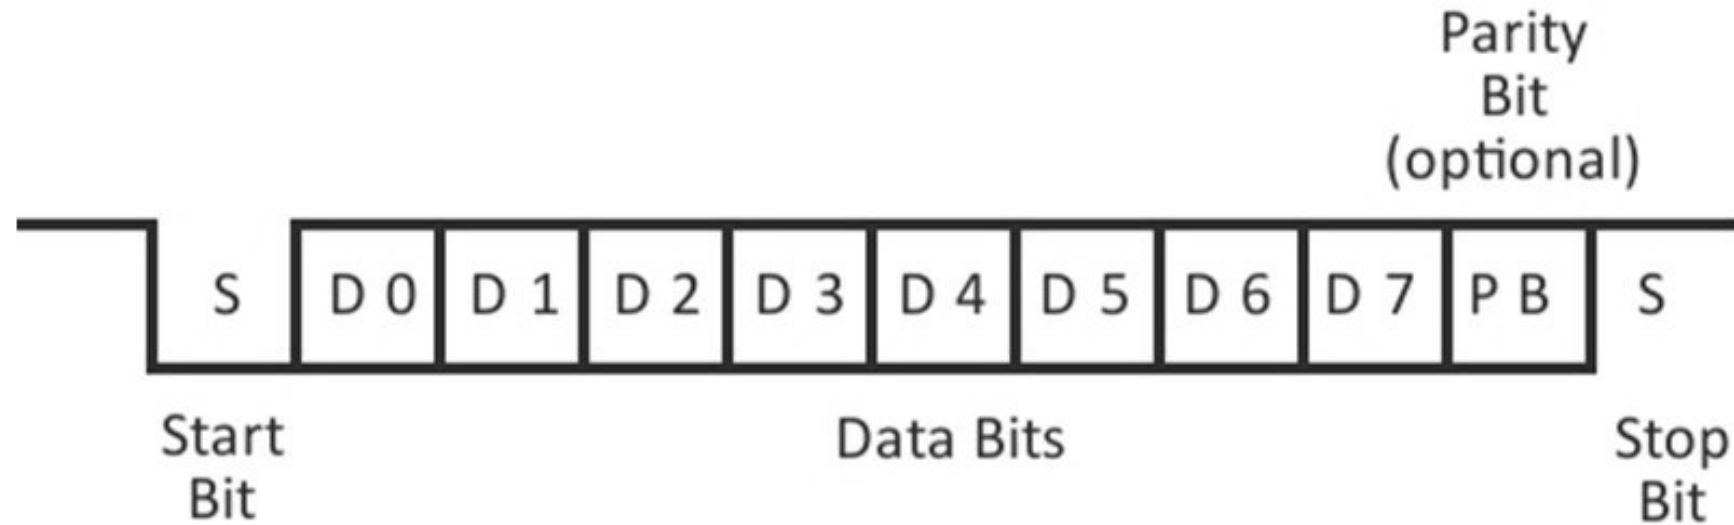 Parity
Bit
(optional)
S D 0 D 1 D 2 D 3 D 4 D 5 D 6 D 7 P B S
Start
Bit
Data Bits
Stop
Bit